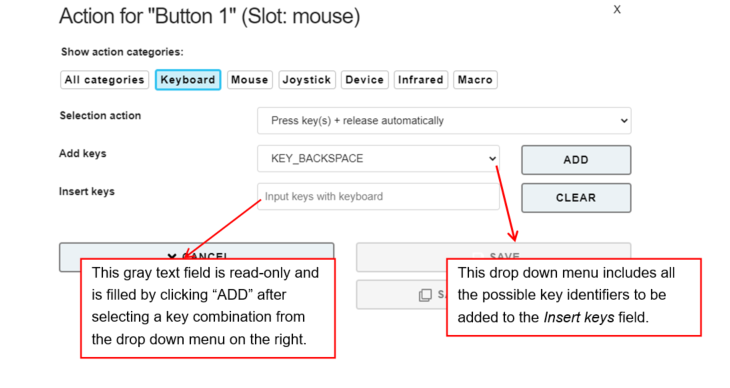 Action for "Button 1" (Slot: mouse)
X
Show action categories:
All categories Keyboard Mouse Joystick Device Infrared Macro
Selection action
Press key(s) + release automatically
Add keys
KEY_BACKSPACE
ADD
Insert keys
Input keys with keyboard
CLEAR
CANCEL
SAVE
This gray text field is read-only and
is filled by clicking “ADD” after
selecting a key combination from
the drop down menu on the right.
This drop down menu includes all
the possible key identifiers to be
added to the Insert keys field.